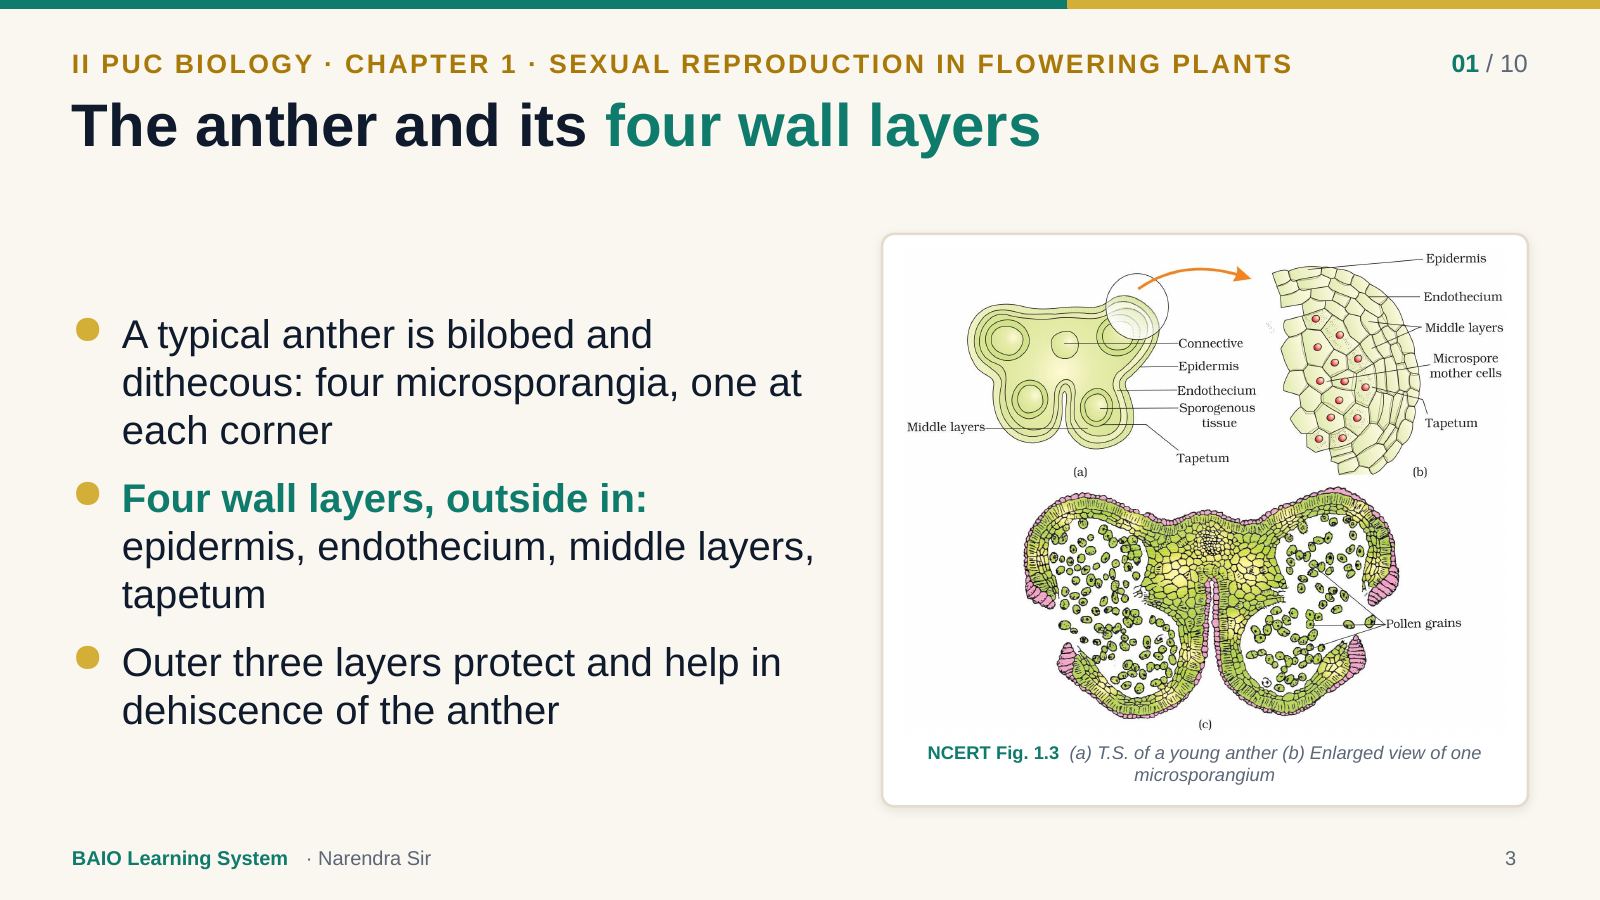 II PUC BIOLOGY · CHAPTER 1 · SEXUAL REPRODUCTION IN FLOWERING PLANTS
01 / 10
The anther and its four wall layers
A typical anther is bilobed and
dithecous: four microsporangia, one at
each corner
Four wall layers, outside in:
epidermis, endothecium, middle layers,
tapetum
Outer three layers protect and help in
dehiscence of the anther
Connective
Epidermis
Endothecium
Sporogenous
tissue
Middle layers
Tapetum
(a)
Epidermis
Endothecium
Middle layers
Microspore
mother cells
Tapetum
(b)
Pollen grains
(c)
NCERT Fig. 1.3 (a) T.S. of a young anther (b) Enlarged view of one
microsporangium
BAIO Learning System · Narendra Sir
3